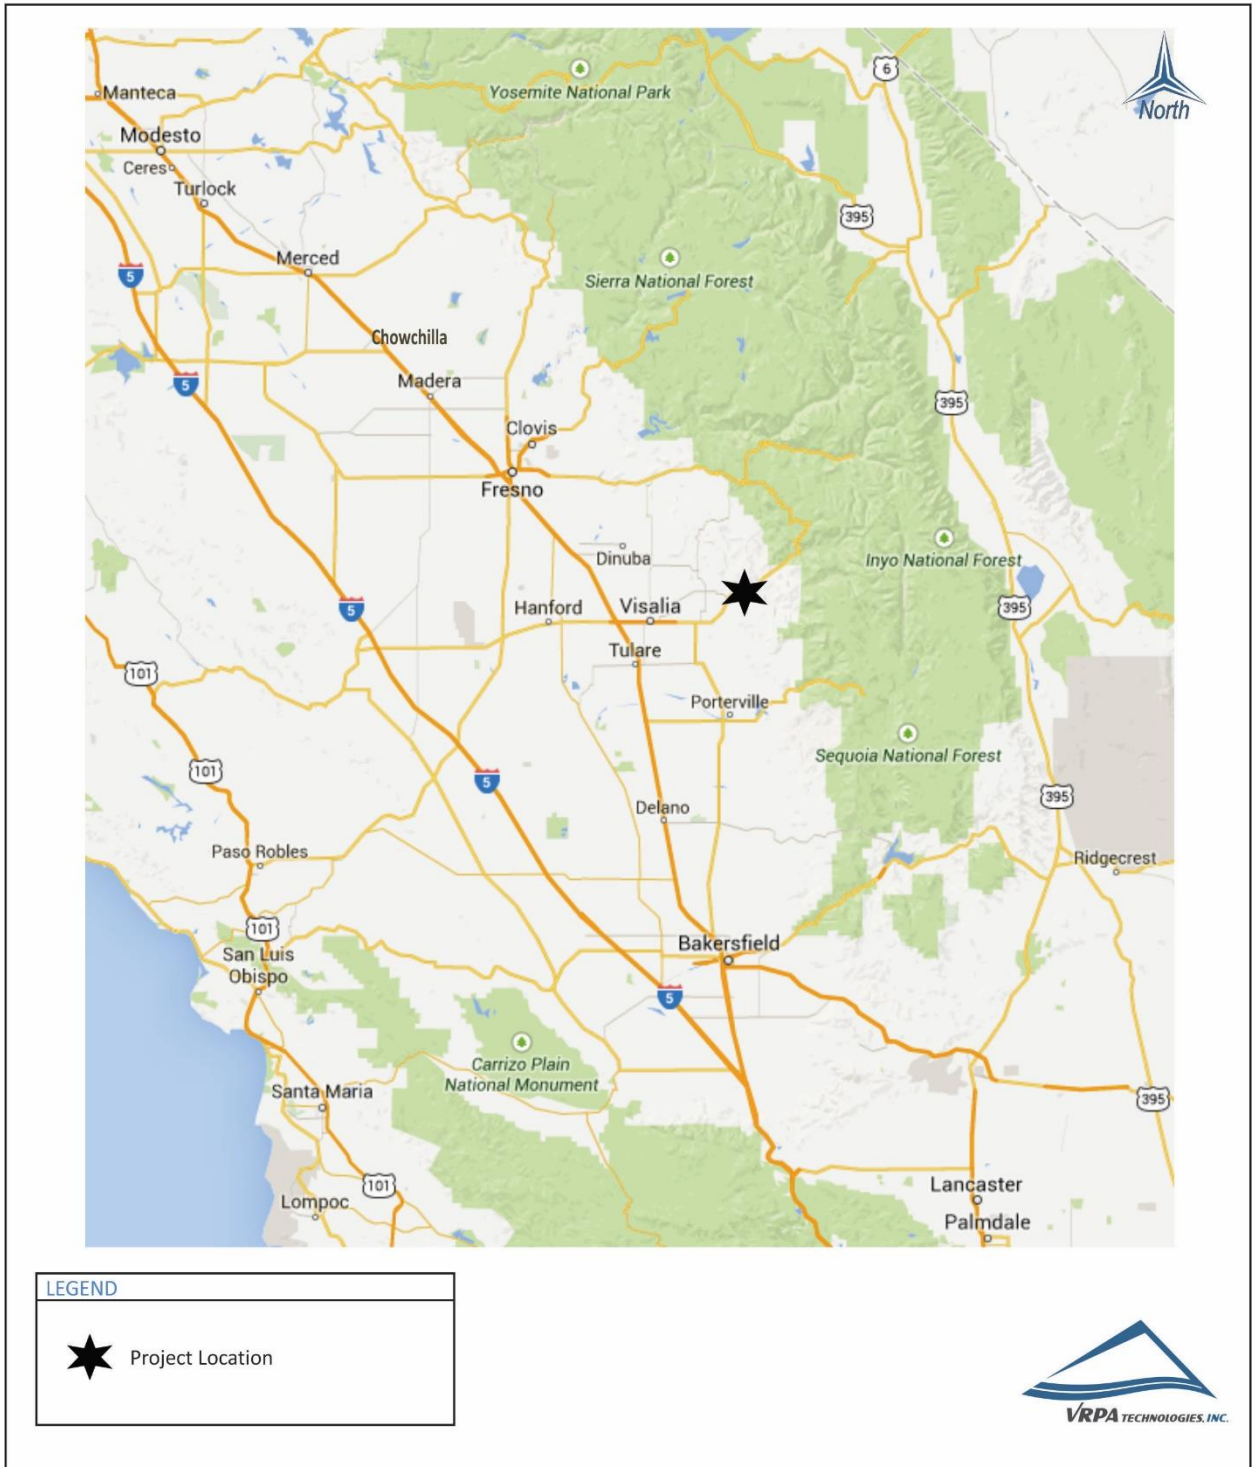 Manteca
Yosemite National Park
6
North
Modesto
Ceres
Turlock
395
5
Merced
Sierra National Forest
Chowchilla
5
Madera
395
Clovis
Fresno
Dinuba
Inyo National Forest
5
Hanford
Visalia
395
Tulare
101
Porterville
Sequoia National Forest
101
5
395
Delano
Paso Robles
Ridgecrest
101
San Luis
Obispo
Bakersfield
5
Carrizo Plain
National Monument
Santa Maria
395
101
Lompoc
Lancaster
Palmdale
LEGEND
Project Location
VRPA TECHNOLOGIES, INC.